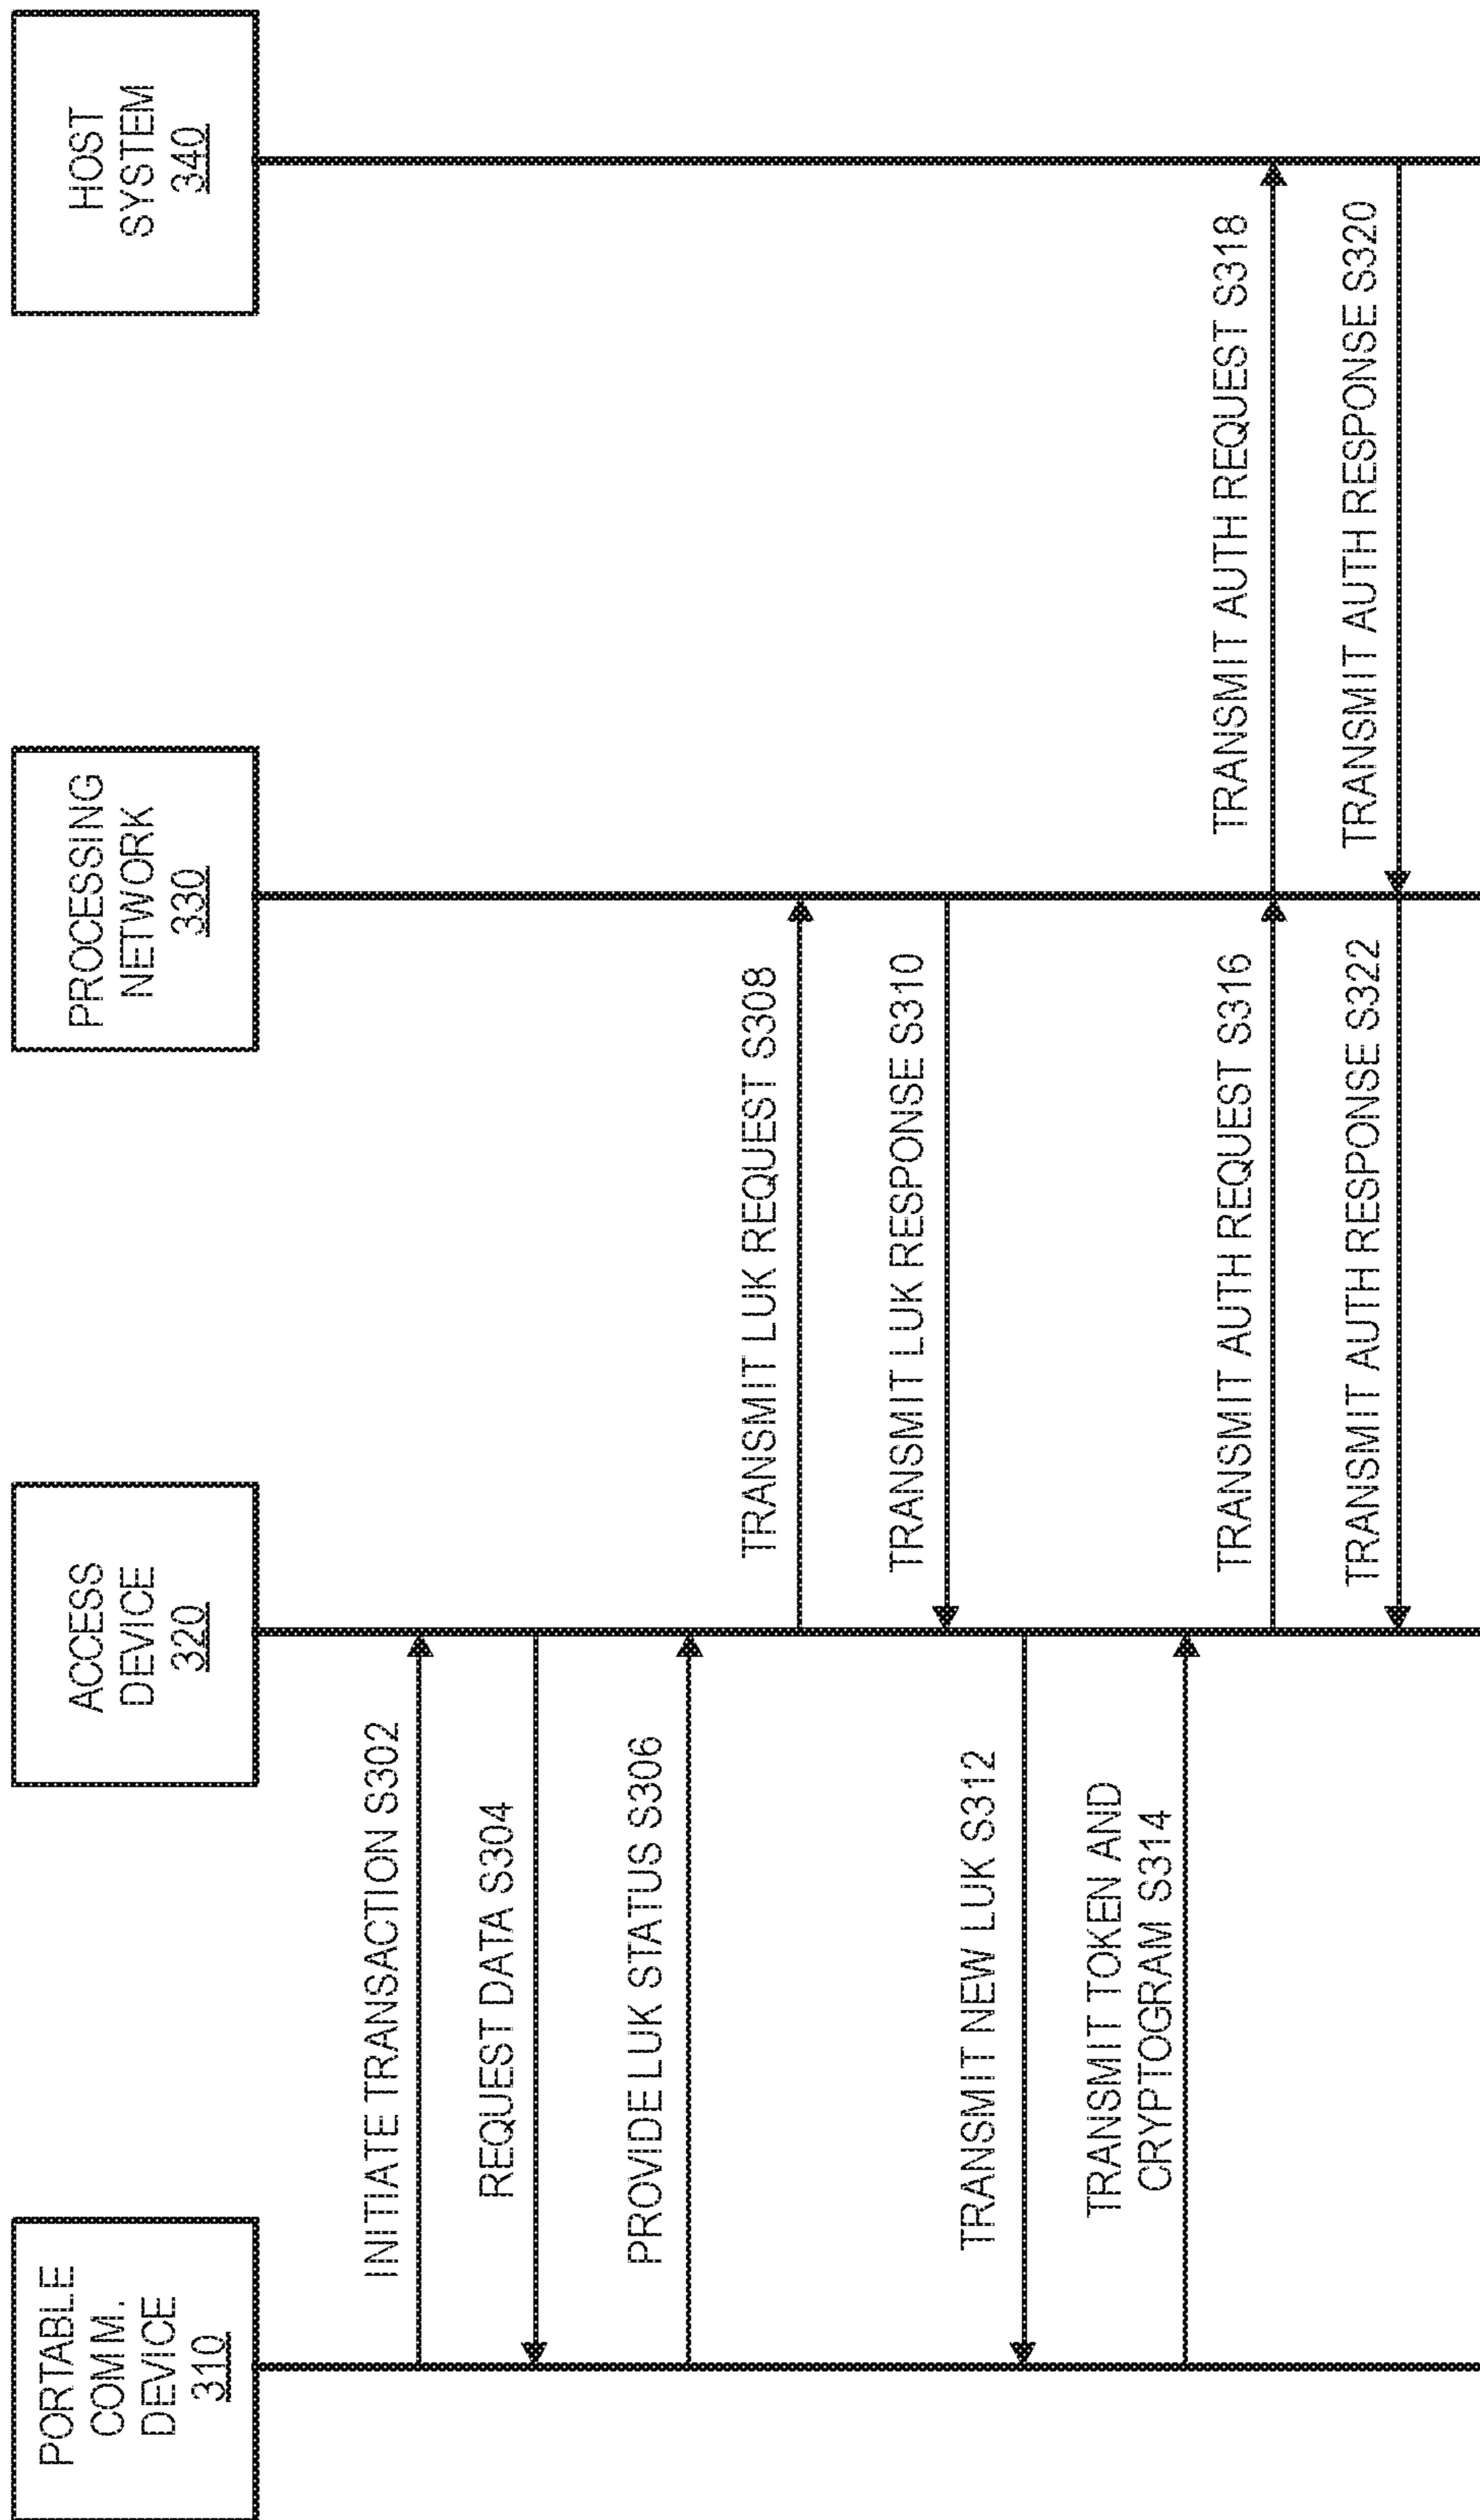 PORTABLE
COMM.
DEVICE
310
ACCESS
DEVICE
320
PROCESSING
NETWORK
330
HOST
SYSTEM
340
INITIATE TRANSACTION S302
REQUEST DATA S304
PROVIDE LUK STATUS S306
TRANSMIT LUK REQUEST S308
TRANSMIT LUK RESPONSE S310
TRANSMIT NEW LUK S312
TRANSMIT TOKEN AND
CRYPTOGRAM S314
TRANSMIT AUTH REQUEST S316
TRANSMIT AUTH REQUEST S318
TRANSMIT AUTH RESPONSE S322
TRANSMIT AUTH RESPONSE S320